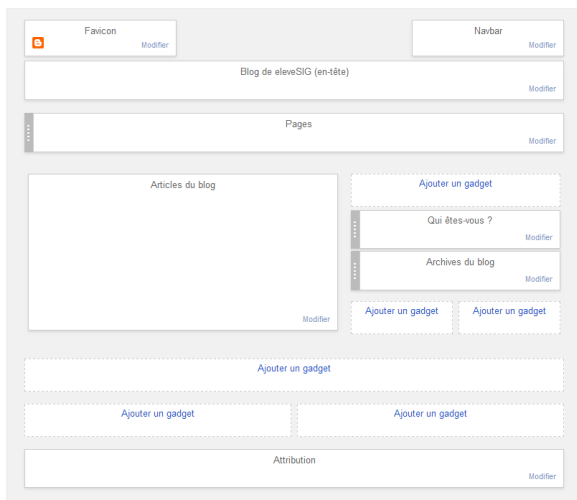 Favicon
Modifier
Navbar
Modifier
Blog de eleveSIG (en-tête)
Modifier
Pages
Modifier
Articles du blog
Modifier
Ajouter un gadget
Qui êtes-vous ?
Modifier
Archives du blog
Modifier
Ajouter un gadget
Ajouter un gadget
Ajouter un gadget
Ajouter un gadget
Ajouter un gadget
Attribution
Modifier